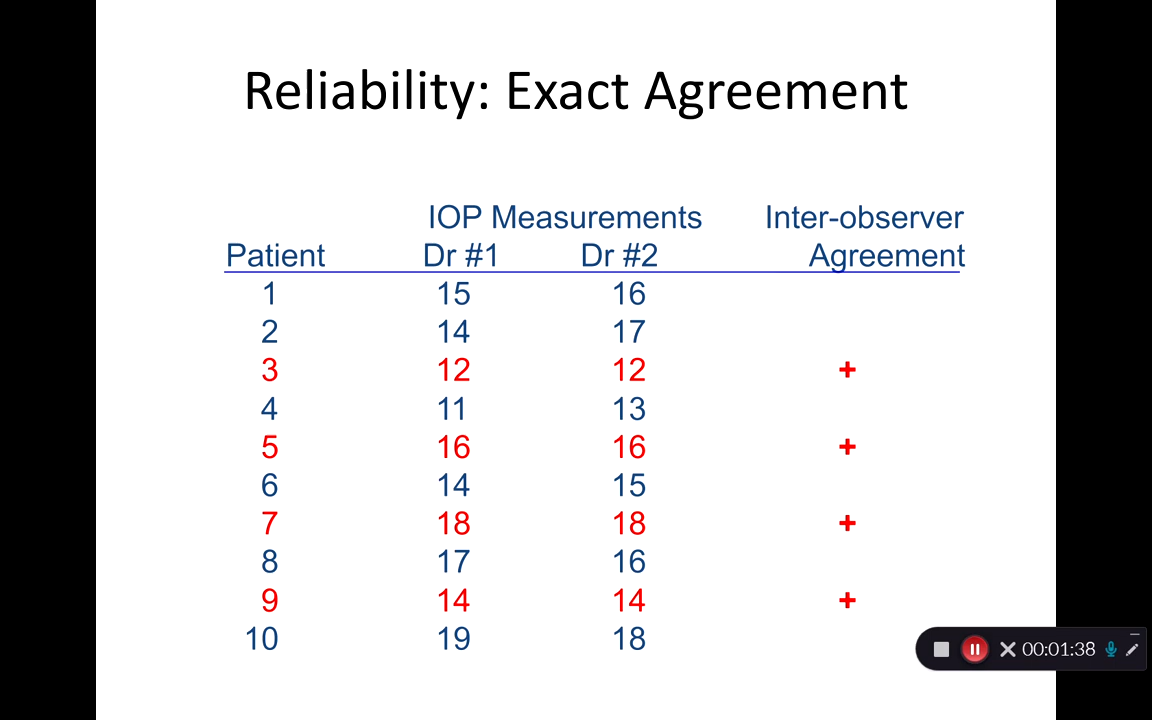 Reliability: Exact Agreement
IOP Measurements Inter-observer
Patient Dr #1 Dr #2 Agreement
1 15 16
2 14 17
3 12 12 +
4 11 13
5 16 16 +
6 14 15
7 18 18 +
8 17 16
9 14 14 +
10 19 18
00:01:38